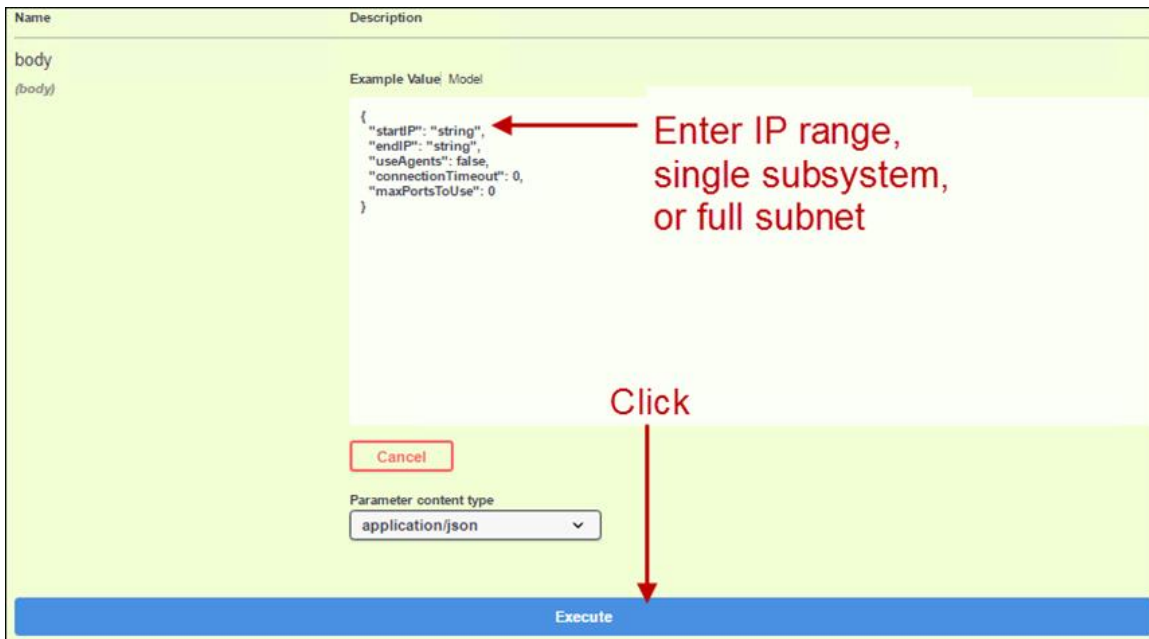 Name Description
body
(body)
Example Value Model
{
"startIP": "string",
"endIP": "string",
"useAgents": false,
"connectionTimeout": 0,
"maxPortsToUse": 0
}
Enter IP range,
single subsystem,
or full subnet
Click
Cancel
Parameter content type
application/json
Execute